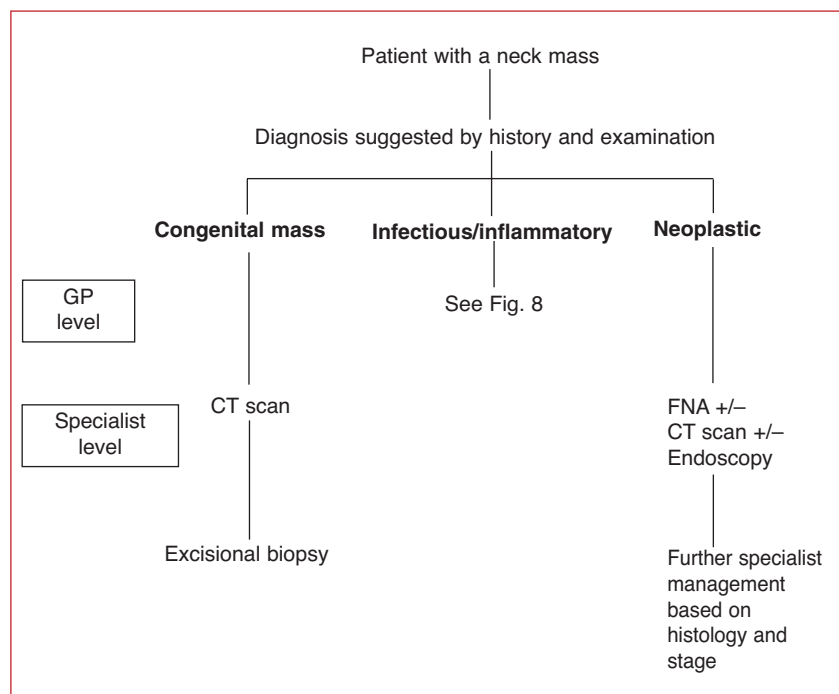 Patient with a neck mass
Diagnosis suggested by history and examination
Congenital mass
Infectious/inflammatory
Neoplastic
GP
level
See Fig. 8
Specialist
level
CT scan
FNA +/–
CT scan +/–
Endoscopy
Excisional biopsy
Further specialist
management
based on
histology and
stage